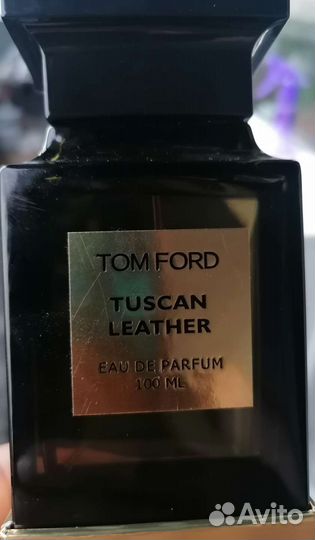 TOM FORD
TUSCAN
LEATHER
EAU DE PARFUM
100 ML
Avito